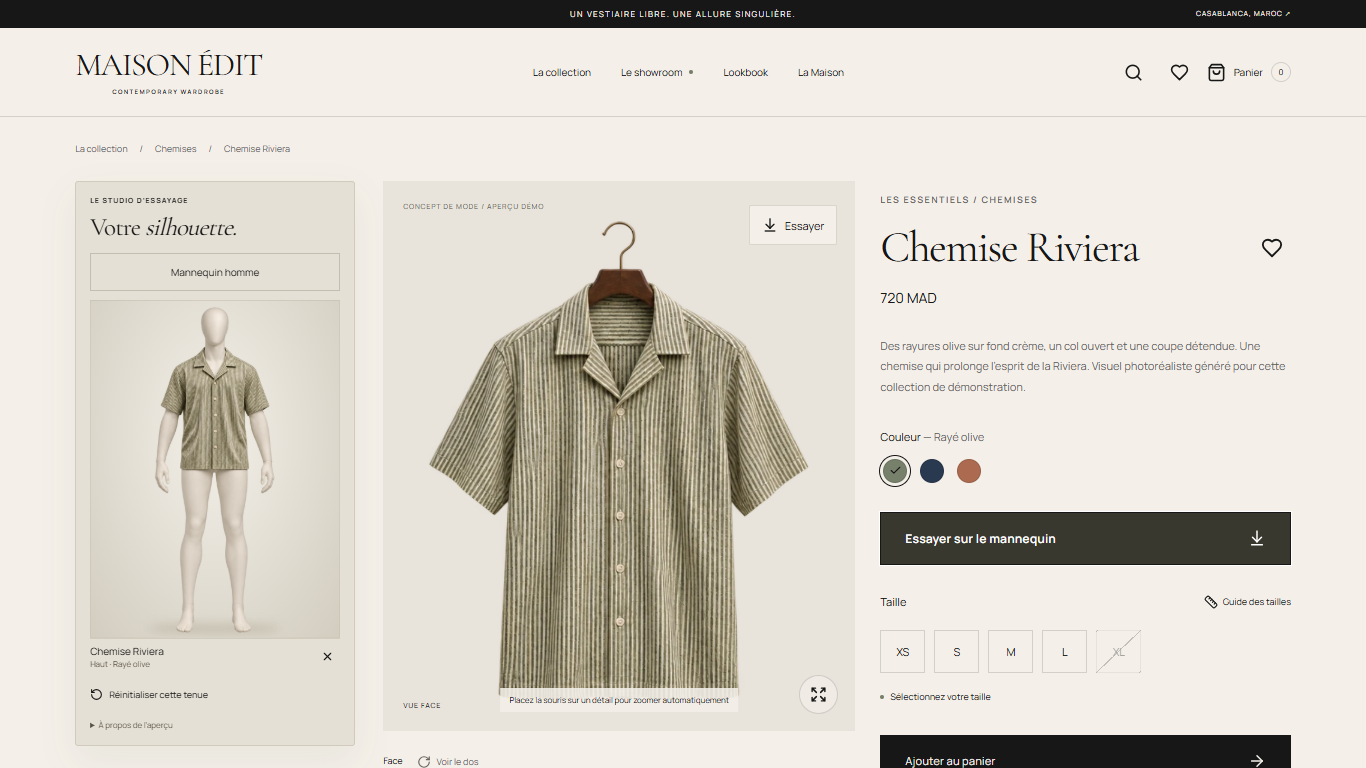 UN VESTIAIRE LIBRE. UNE ALLURE SINGULIÈRE.
CASABLANCA, MAROC ↗
MAISON ÉDIT
CONTEMPORARY WARDROBE
La collection
Le showroom
Lookbook
La Maison
Panier 0
La collection / Chemises / Chemise Riviera
LE STUDIO D'ESSAYAGE
Votre silhouette.
Mannequin homme
Chemise Riviera
Haut · Rayé olive
Réinitialiser cette tenue
À propos de l'aperçu
CONCEPT DE MODE / APERÇU DÉMO
Essayer
VUE FACE
Placez la souris sur un détail pour zoomer automatiquement
Face
Voir le dos
LES ESSENTIELS / CHEMISES
Chemise Riviera
720 MAD
Des rayures olive sur fond crème, un col ouvert et une coupe détendue. Une
chemise qui prolonge l'esprit de la Riviera. Visuel photoréaliste généré pour cette
collection de démonstration.
Couleur — Rayé olive
Essayer sur le mannequin
Taille
Guide des tailles
XS
S
M
L
XL
Sélectionnez votre taille
Ajouter au panier